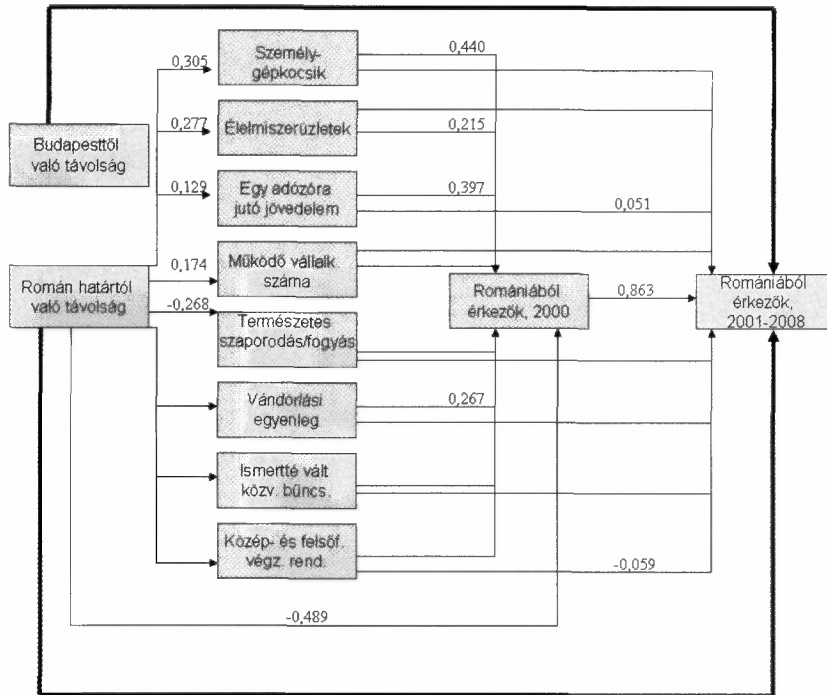 Személy-
gépkocsik
0,305
0,440
Élelmiszerüzletek
0,277
0,215
Budapesttől
való távolság
Egy adózóra
jutó jövedelem
0,129
0,397
0,051
Működő vállalk.
száma
0,174
Román határtól
való távolság
-0,268
Természetes
szaporodás/fogyás
Romániából
érkezők, 2000
0,863
Romániából
érkezők,
2001-2008
Vándorlási
egyenleg
0,267
Ismertté vált
közv. bűncs.
Közép- és felsőf.
végz. rend.
-0,059
-0,489